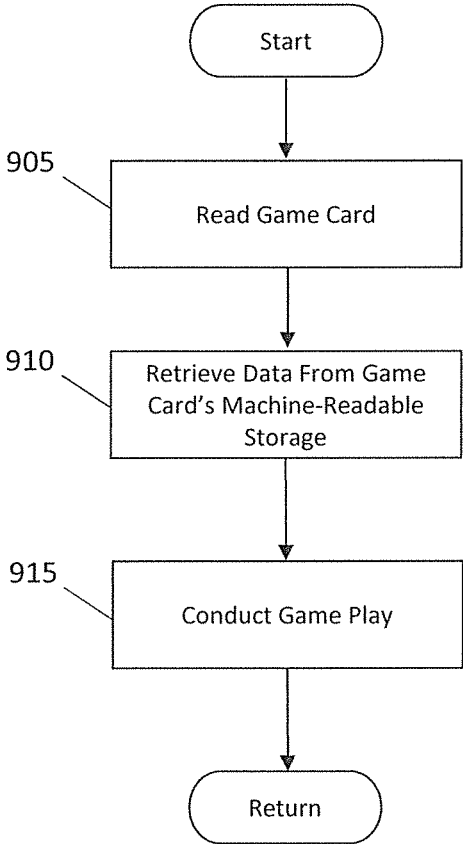 Start
905
Read Game Card
910
Retrieve Data From Game
Card's Machine-Readable
Storage
915
Conduct Game Play
Return